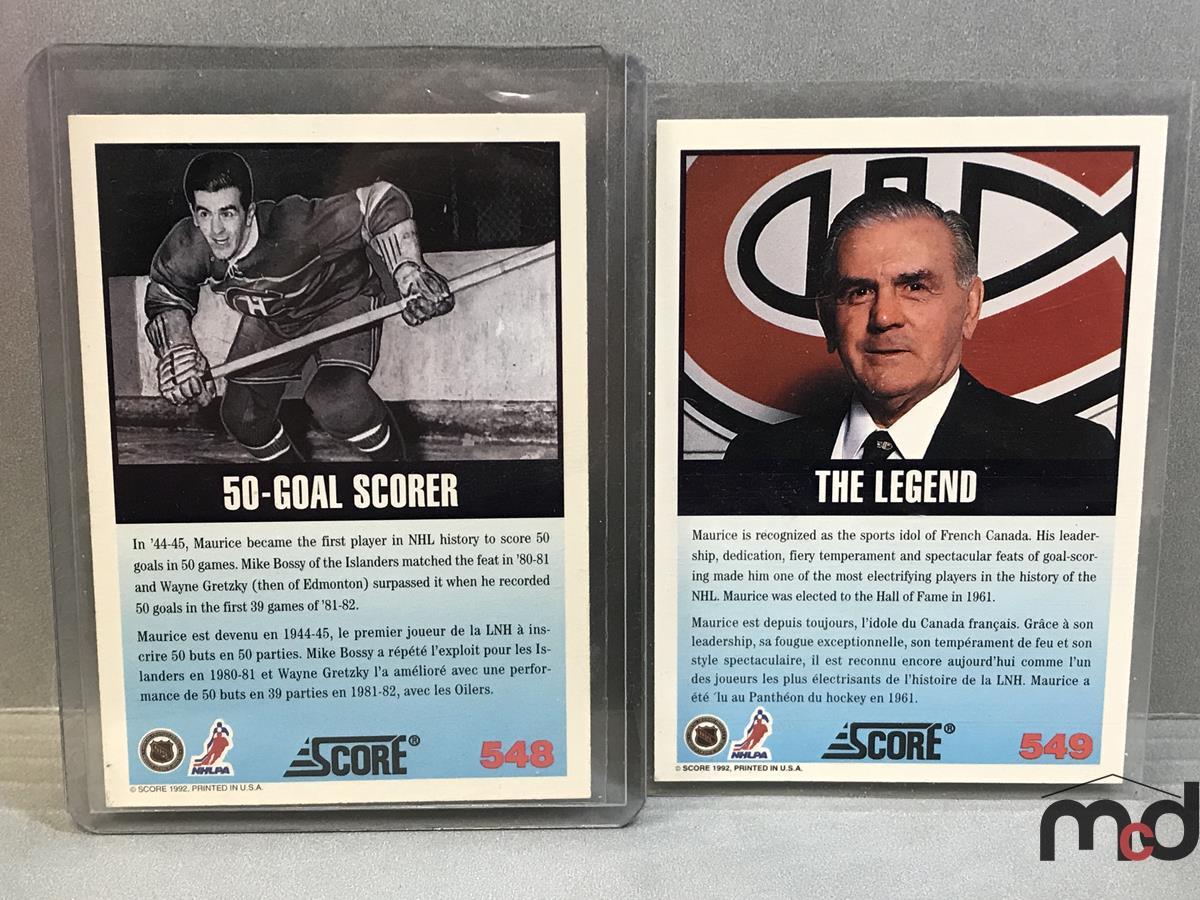 50-GOAL SCORER
In '44-45, Maurice became the first player in NHL history to score 50
goals in 50 games. Mike Bossy of the Islanders matched the feat in '80-81
and Wayne Gretzky (then of Edmonton) surpassed it when he recorded
50 goals in the first 39 games of '81-82.
Maurice est devenu en 1944-45, le premier joueur de la LNH à ins-
crire 50 buts en 50 parties. Mike Bossy a répété l'exploit pour les Is-
landers en 1980-81 et Wayne Gretzky l'a amélioré avec une perfor-
mance de 50 buts en 39 parties en 1981-82, avec les Oilers.
NHLPA
SCORE®
548
© SCORE 1992, PRINTED IN U.S.A.
THE LEGEND
Maurice is recognized as the sports idol of French Canada. His leader-
ship, dedication, fiery temperament and spectacular feats of goal-scor-
ing made him one of the most electrifying players in the history of the
NHL. Maurice was elected to the Hall of Fame in 1961.
Maurice est depuis toujours, l'idole du Canada français. Grâce à son
leadership, sa fougue exceptionnelle, son tempérament de feu et son
style spectaculaire, il est reconnu encore aujourd'hui comme l'un
des joueurs les plus électrisants de l'histoire de la LNH. Maurice a
été ´lu au Panthéon du hockey en 1961.
NHLPA
SCORE®
549
© SCORE 1992, PRINTED IN U.S.A.
mcd